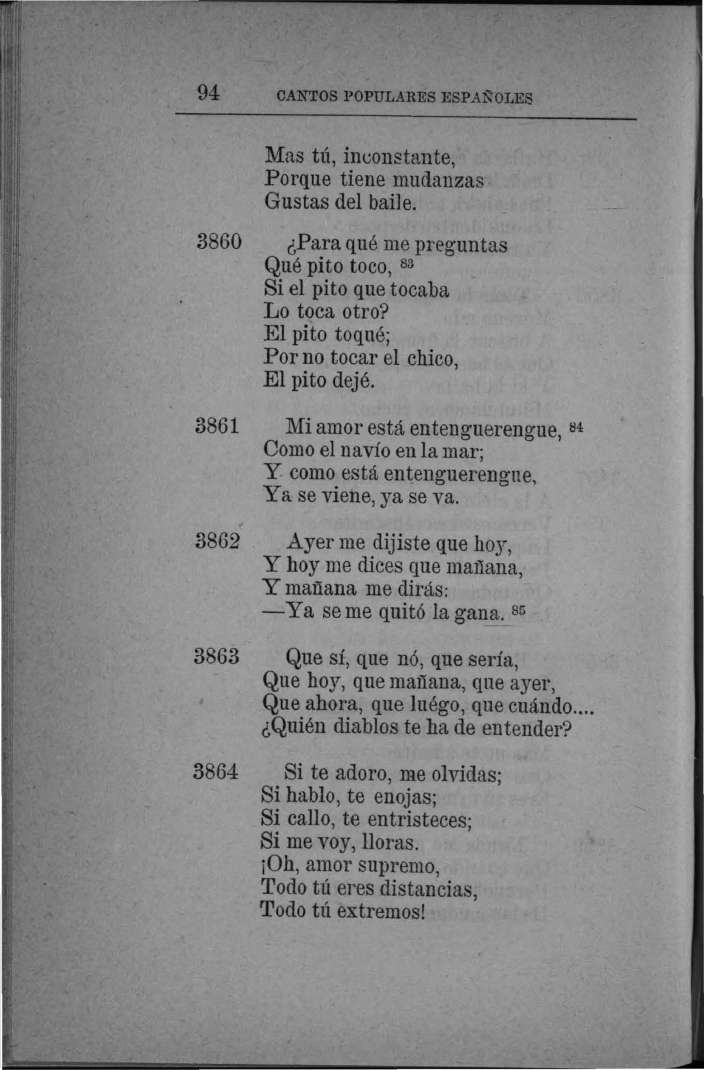 94 CANTOS POPULARES ESPAÑOLES
Mas tú, inconstante,
Porque tiene mudanzas
Gustas del baile.
3860 ¿Para qué me preguntas
Qué pito toco, 83
Si el pito que tocaba
Lo toca otro?
El pito toqué;
Por no tocar el chico,
El pito dejé.
3861 Mi amor está entenguerengue, 84
Como el navío en la mar;
Y como está entenguerengue,
Ya se viene, ya se va.
3862 Ayer me dijiste que hoy,
Y hoy me dices que mañana,
Y mañana me dirás:
—Ya se me quitó la gana. 85
3863 Que sí, que nó, que sería,
Que hoy, que mañana, que ayer,
Que ahora, que luégo, que cuándo....
¿Quién diablos te ha de entender?
3864 Si te adoro, me olvidas;
Si hablo, te enojas;
Si callo, te entristeces;
Si me voy, lloras.
¡Oh, amor supremo,
Todo tú eres distancias,
Todo tú extremos!